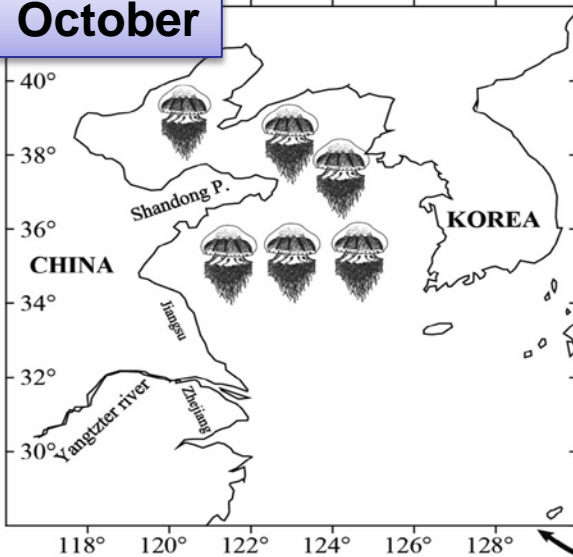 October
40°
38°
Shandong P.
36°
KOREA
CHINA
34°
Jiangsu
32°
Yangtzter river
Zhejiang
30°
118° 120° 122° 124° 126° 128°